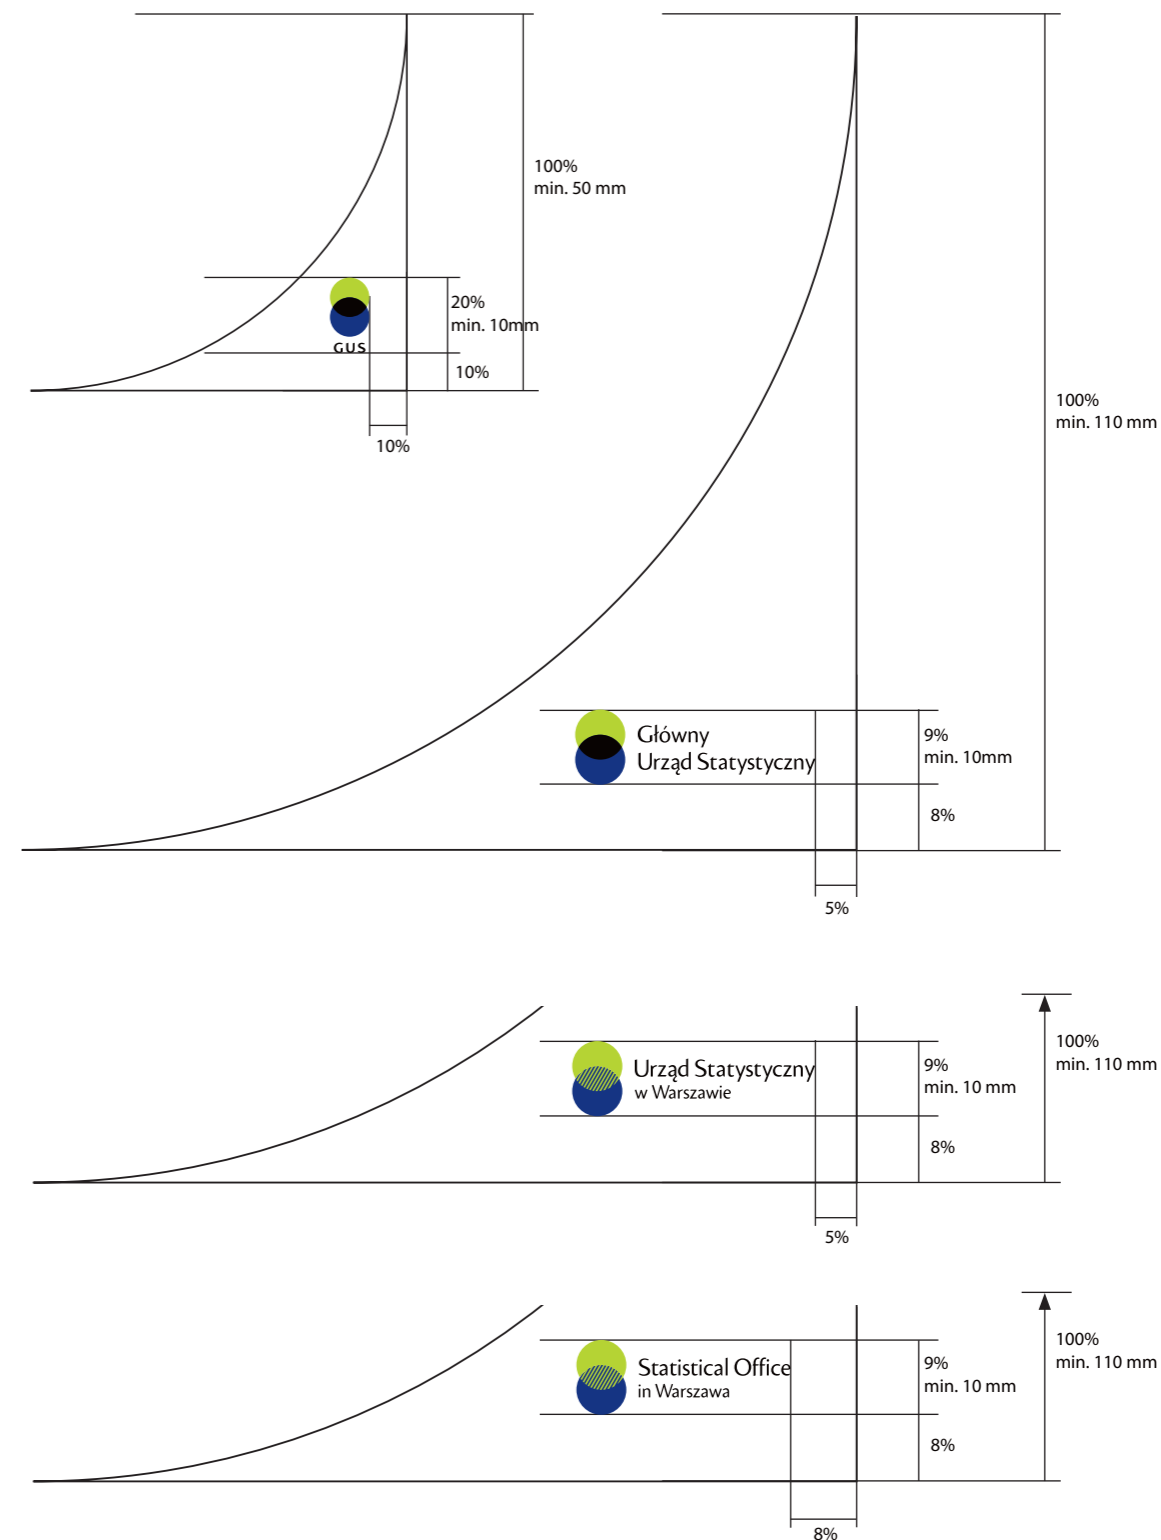 100%
min. 50 mm
20%
min. 10mm
GUS
10%
10%
100%
min. 110 mm
Główny
Urząd Statystyczny
9%
min. 10mm
8%
5%
100%
min. 110 mm
Urząd Statystyczny
w Warszawie
9%
min. 10 mm
8%
5%
100%
min. 110 mm
Statistical Office
in Warszawa
9%
min. 10 mm
8%
8%